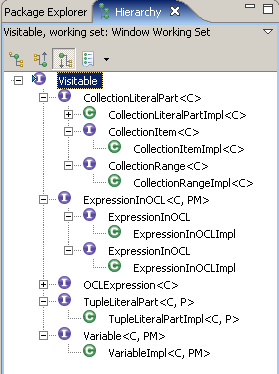 Package Explorer Hierarchy
Visitable, working set: Window Working Set
Visitable
CollectionLiteralPart<C>
CollectionLiteralPartImpl<C>
CollectionItem<C>
CollectionItemImpl<C>
CollectionRange<C>
CollectionRangeImpl<C>
ExpressionInOCL<C, PM>
ExpressionInOCL
ExpressionInOCLImpl
ExpressionInOCL
ExpressionInOCLImpl
OCLExpression<C>
TupleLiteralPart<C, P>
TupleLiteralPartImpl<C, P>
Variable<C, PM>
VariableImpl<C, PM>